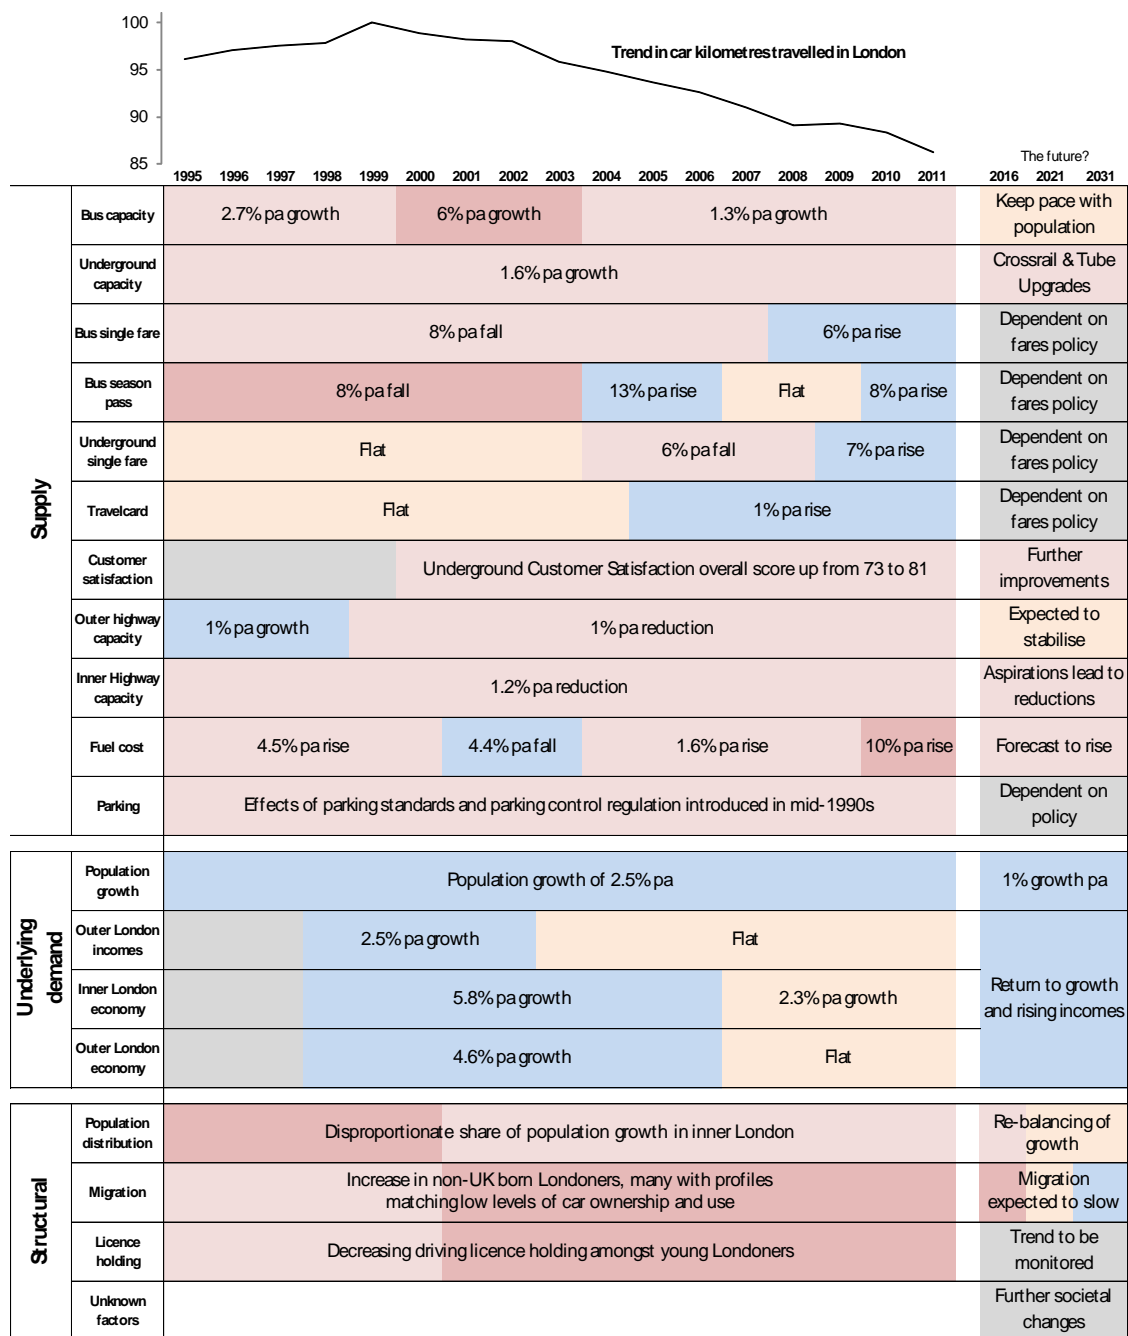 100
Trend in car kilometres travelled in London
95
90
85
The future?
1995 1996 1997 1998 1999 2000 2001 2002 2003 2004 2005 2006 2007 2008 2009 2010 2011 2016 2021 2031
Supply
Bus capacity
2.7% pa growth
6% pa growth
1.3% pa growth
Keep pace with
population
Underground
capacity
1.6% pa growth
Crossrail & Tube
Upgrades
Bus single fare
8% pa fall
6% pa rise
Dependent on
fares policy
Bus season
pass
8% pa fall
13% pa rise
Flat
8% pa rise
Dependent on
fares policy
Underground
single fare
Flat
6% pa fall
7% pa rise
Dependent on
fares policy
Travelcard
Flat
1% pa rise
Dependent on
fares policy
Customer
satisfaction
Underground Customer Satisfaction overall score up from 73 to 81
Further
improvements
Outer highway
capacity
1% pa growth
1% pa reduction
Expected to
stabilise
Inner Highway
capacity
1.2% pa reduction
Aspirations lead to
reductions
Fuel cost
4.5% pa rise
4.4% pa fall
1.6% pa rise
10% pa rise
Forecast to rise
Parking
Effects of parking standards and parking control regulation introduced in mid-1990s
Dependent on
policy
Underlying
demand
Population
growth
Population growth of 2.5% pa
1% growth pa
Outer London
incomes
2.5% pa growth
Flat
Inner London
economy
5.8% pa growth
2.3% pa growth
Return to growth
and rising incomes
Outer London
economy
4.6% pa growth
Flat
Structural
Population
distribution
Disproportionate share of population growth in inner London
Re-balancing of
growth
Migration
Increase in non-UK born Londoners, many with profiles
matching low levels of car ownership and use
Migration
expected to slow
Licence
holding
Decreasing driving licence holding amongst young Londoners
Trend to be
monitored
Unknown
factors
Further societal
changes